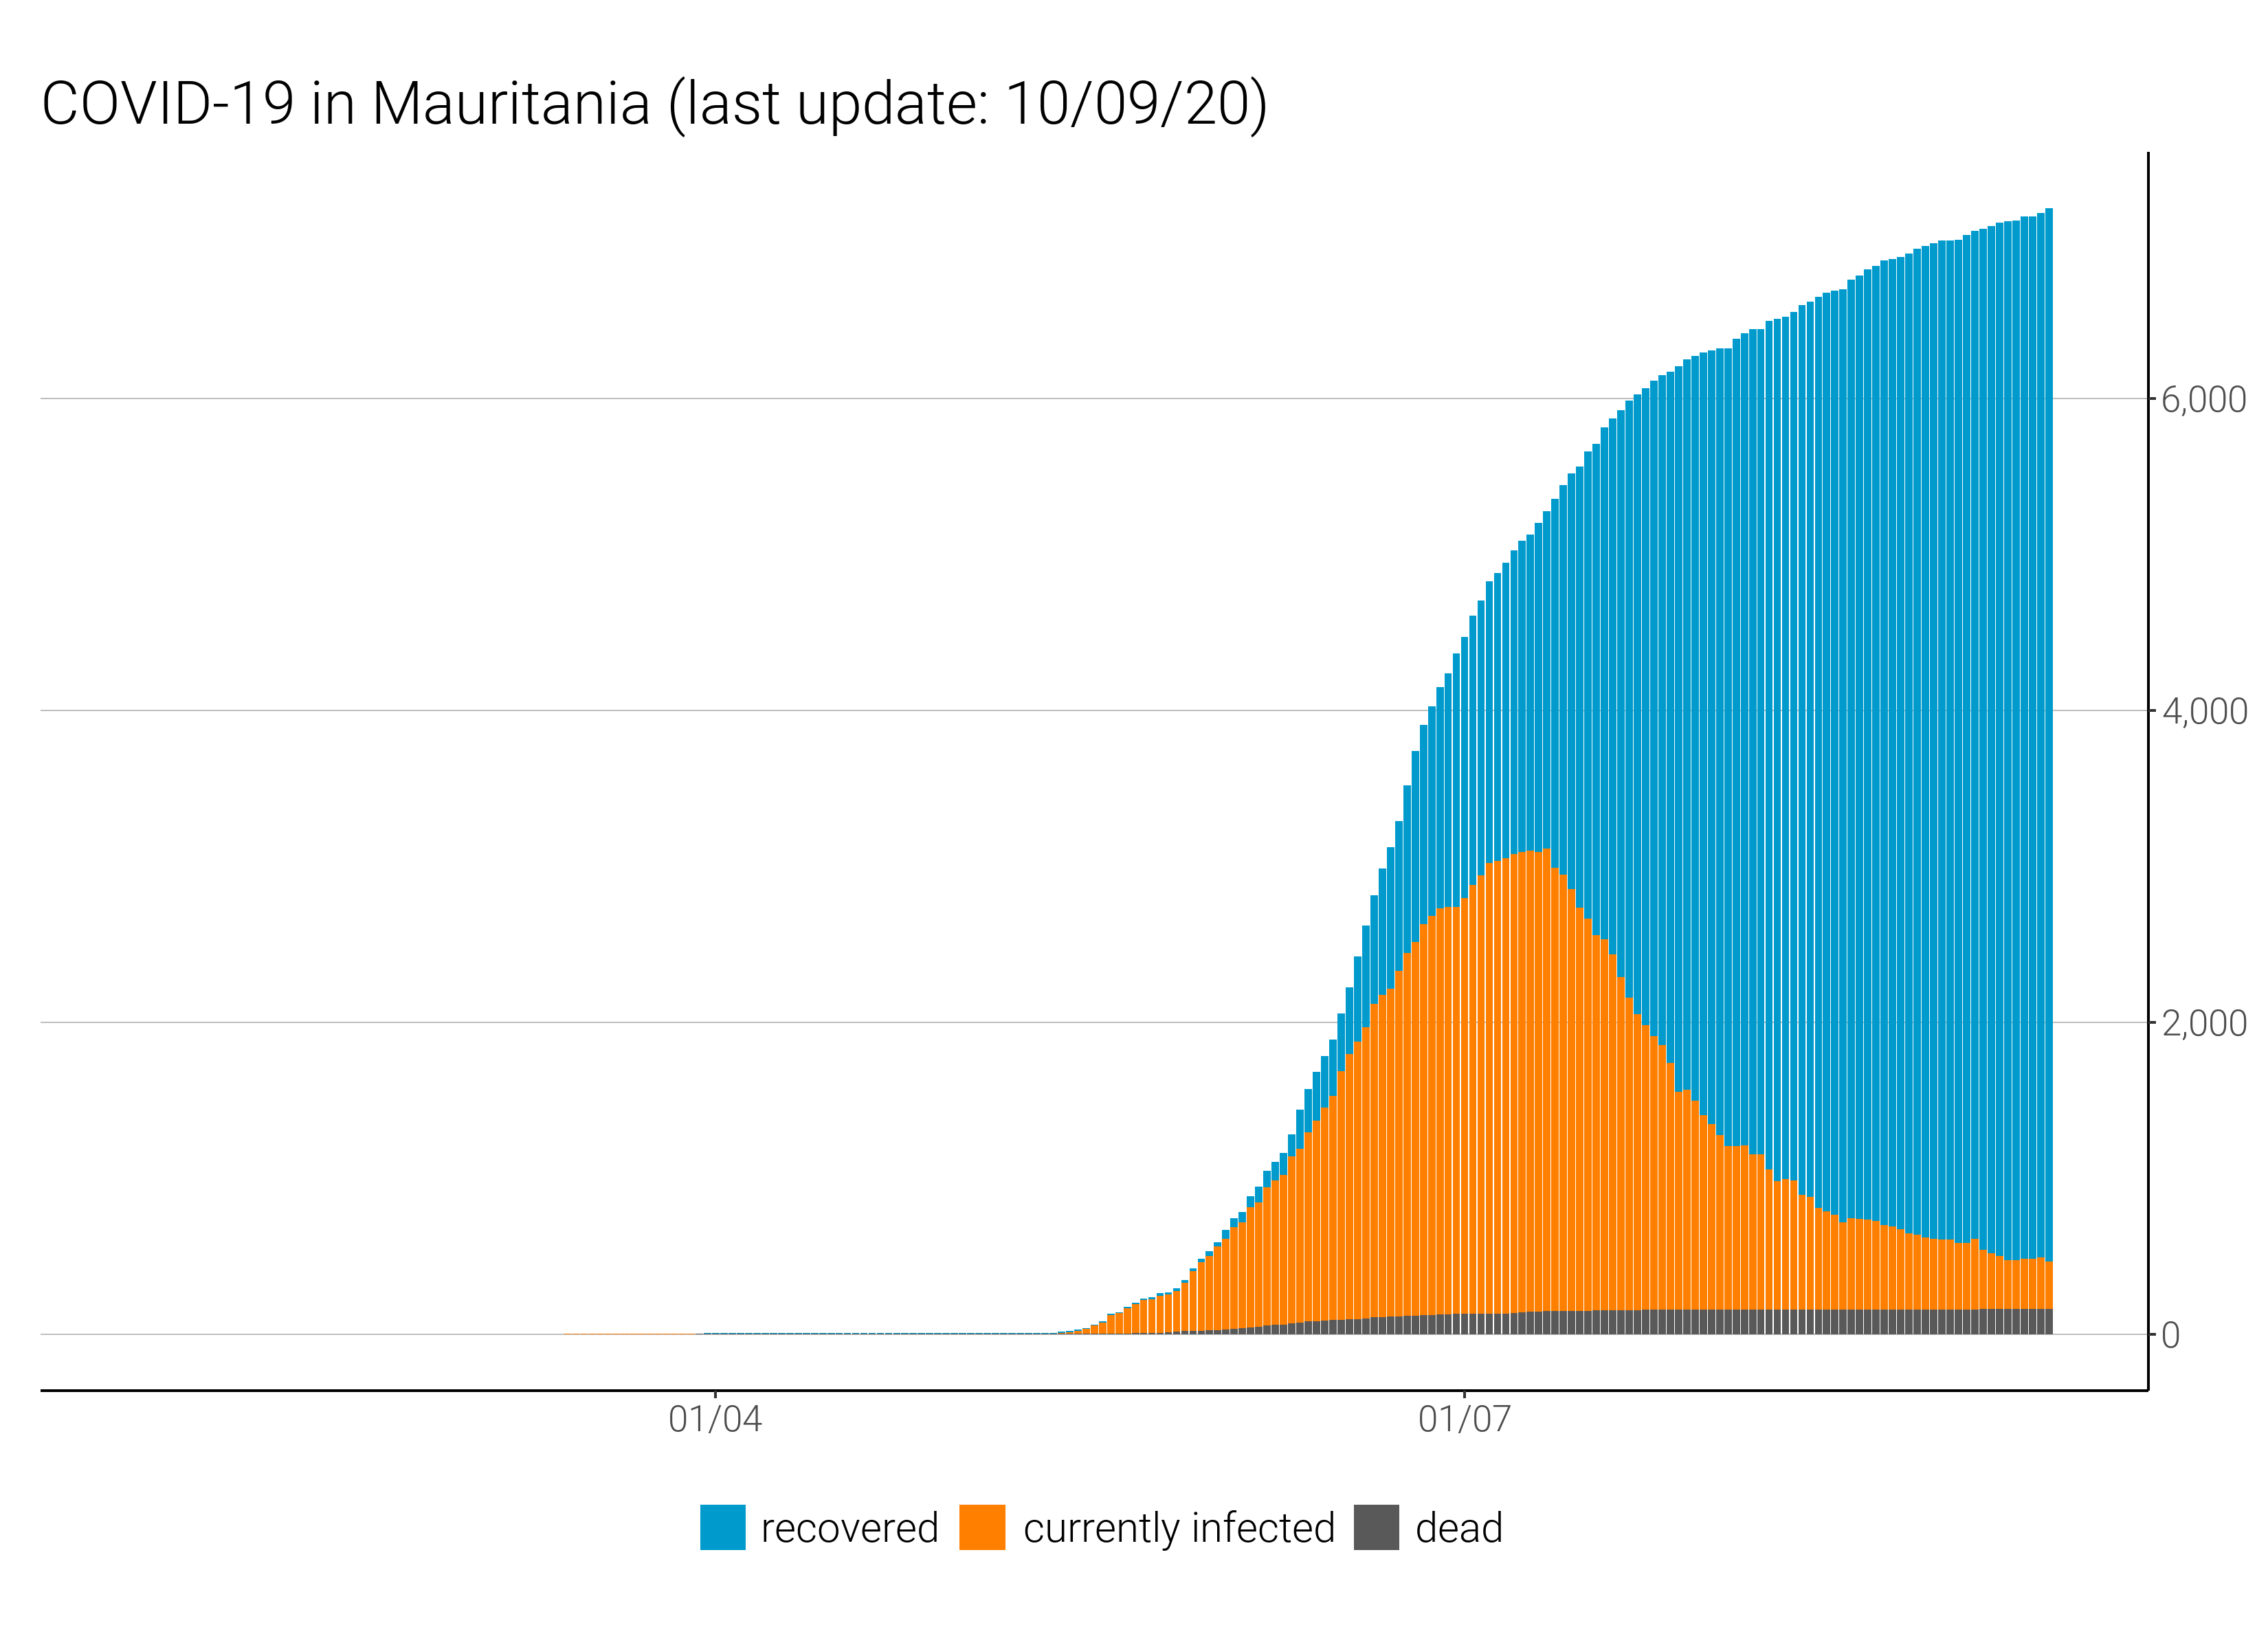 COVID-19 in Mauritania (last update: 10/09/20)
6,000
4,000
2,000
0
01/04 01/07
recovered currently infected dead